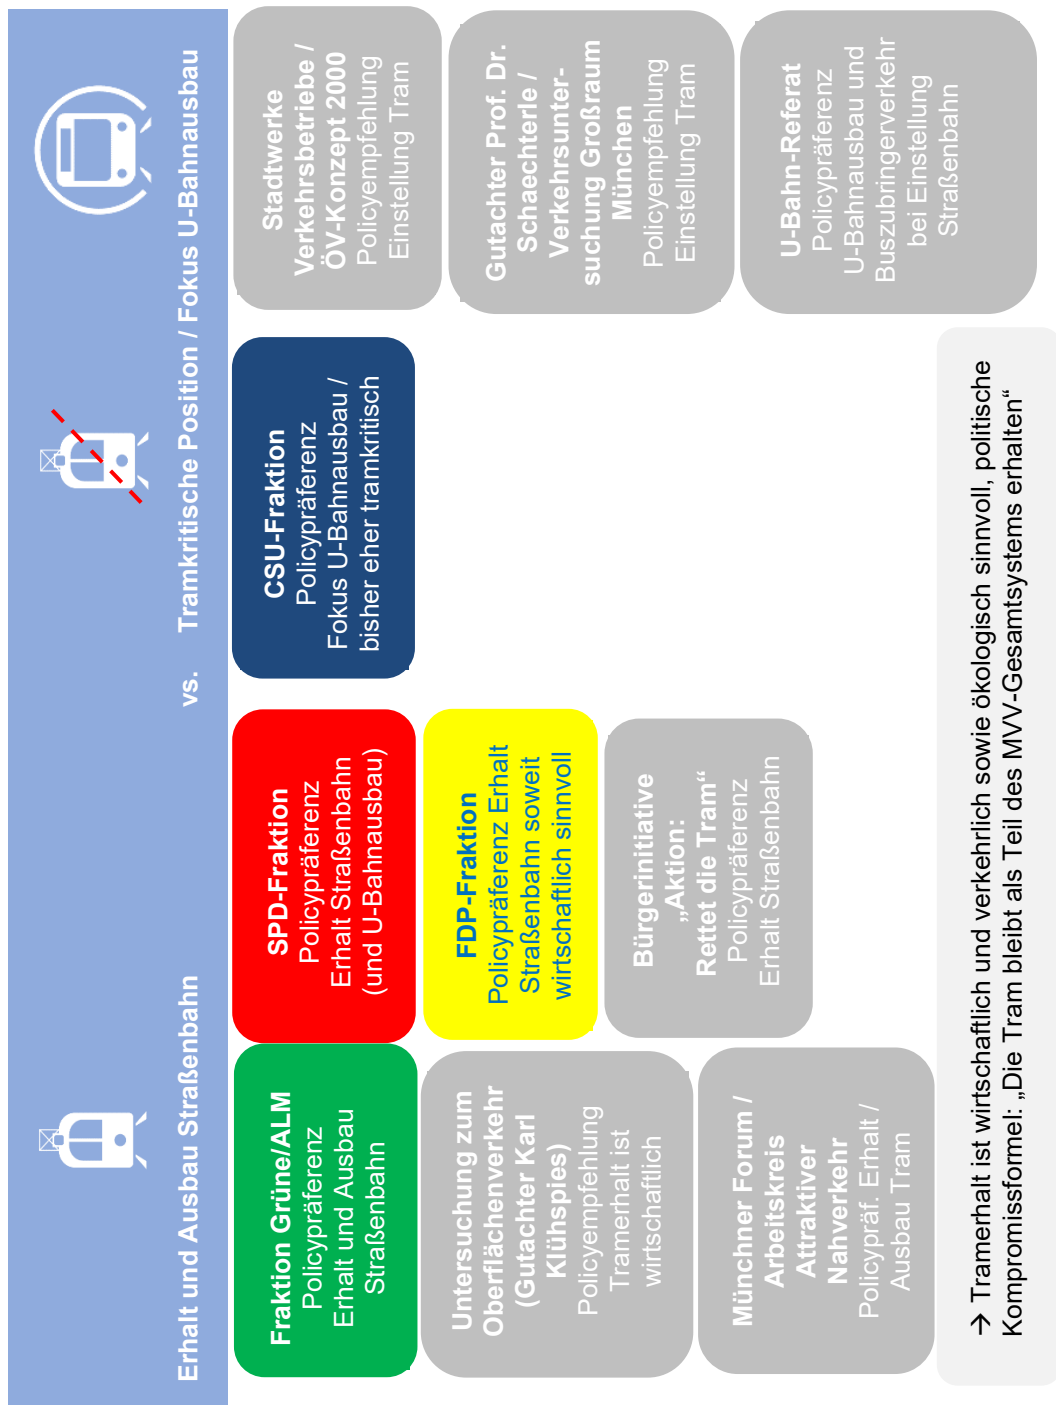 Erhalt und Ausbau Straßenbahn
vs.
Tramkritische Position / Fokus U-Bahnausbau
Fraktion Grüne/ALM
Policypräferenz
Erhalt und Ausbau
Straßenbahn
Untersuchung zum
Oberflächenverkehr
(Gutachter Karl
Klühspies)
Policyempfehlung
Tramerhalt ist
wirtschaftlich
Münchner Forum /
Arbeitskreis
Attraktiver
Nahverkehr
Policypräf. Erhalt /
Ausbau Tram
SPD-Fraktion
Policypräferenz
Erhalt Straßenbahn
(und U-Bahnausbau)
FDP-Fraktion
Policypräferenz Erhalt
Straßenbahn soweit
wirtschaftlich sinnvoll
Bürgerinitiative
„Aktion:
Rettet die Tram“
Policypräferenz
Erhalt Straßenbahn
CSU-Fraktion
Policypräferenz
Fokus U-Bahnausbau /
bisher eher tramkritisch
Stadtwerke
Verkehrsbetriebe /
ÖV-Konzept 2000
Policyempfehlung
Einstellung Tram
Gutachter Prof. Dr.
Schaechterle /
Verkehrsunter-
suchung Großraum
München
Policyempfehlung
Einstellung Tram
U-Bahn-Referat
Policypräferenz
U-Bahnausbau und
Buszubringerverkehr
bei Einstellung
Straßenbahn
→ Tramerhalt ist wirtschaftlich und verkehrlich sowie ökologisch sinnvoll, politische
Kompromissformel: „Die Tram bleibt als Teil des MVV-Gesamtsystems erhalten“